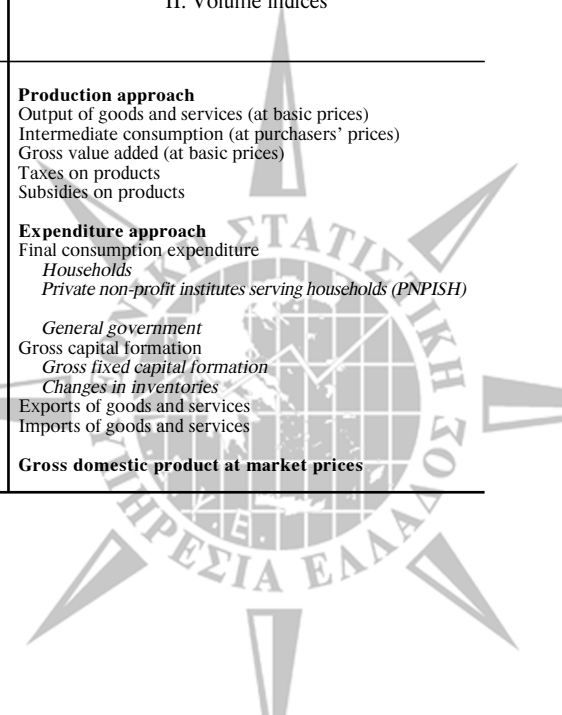 II. Volume indices
Production approach
Output of goods and services (at basic prices)
Intermediate consumption (at purchasers' prices)
Gross value added (at basic prices)
Taxes on products
Subsidies on products
Expenditure approach
Final consumption expenditure
Households
Private non-profit institutes serving households (PNPISH)
General government
Gross capital formation
Gross fixed capital formation
Changes in inventories
Exports of goods and services
Imports of goods and services
Gross domestic product at market prices
ΣΤΑΤΙΣΤΙΚΗ
ΥΠΗΡΕΣΙΑ ΕΛΛΑΔΟΣ